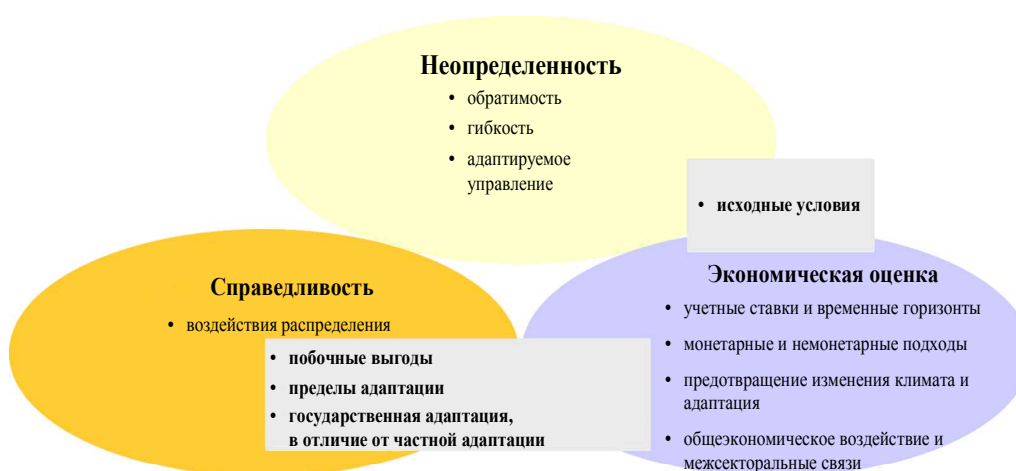 Неопределенность
• обратимость
• гибкость
• адаптируемое
управление
• исходные условия
Справедливость
• воздействия распределения
• побочные выгоды
• пределы адаптации
• государственная адаптация,
в отличие от частной адаптации
Экономическая оценка
• учетные ставки и временные горизонты
• монетарные и немонетарные подходы
• предотвращение изменения климата и
адаптация
• общеэкономическое воздействие и
межсекторальные связи